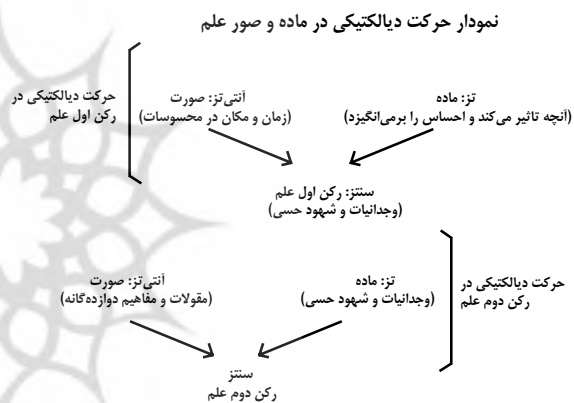 نمودار حرکت دیالکتیکی در ماده و صور علم
تز: ماده
(آنچه تاثیر می‌کند و احساس را برمی‌انگیزد)
آنتی‌تز: صورت
(زمان و مکان در محسوسات)
حرکت دیالکتیکی در
رکن اول علم
سنتز: رکن اول علم
(وجدانیات و شهود حسی)
حرکت دیالکتیکی در
رکن دوم علم
تز: ماده
(وجدانیات و شهود حسی)
آنتی‌تز: صورت
(مقولات و مفاهیم دوازده‌گانه)
سنتز
رکن دوم علم